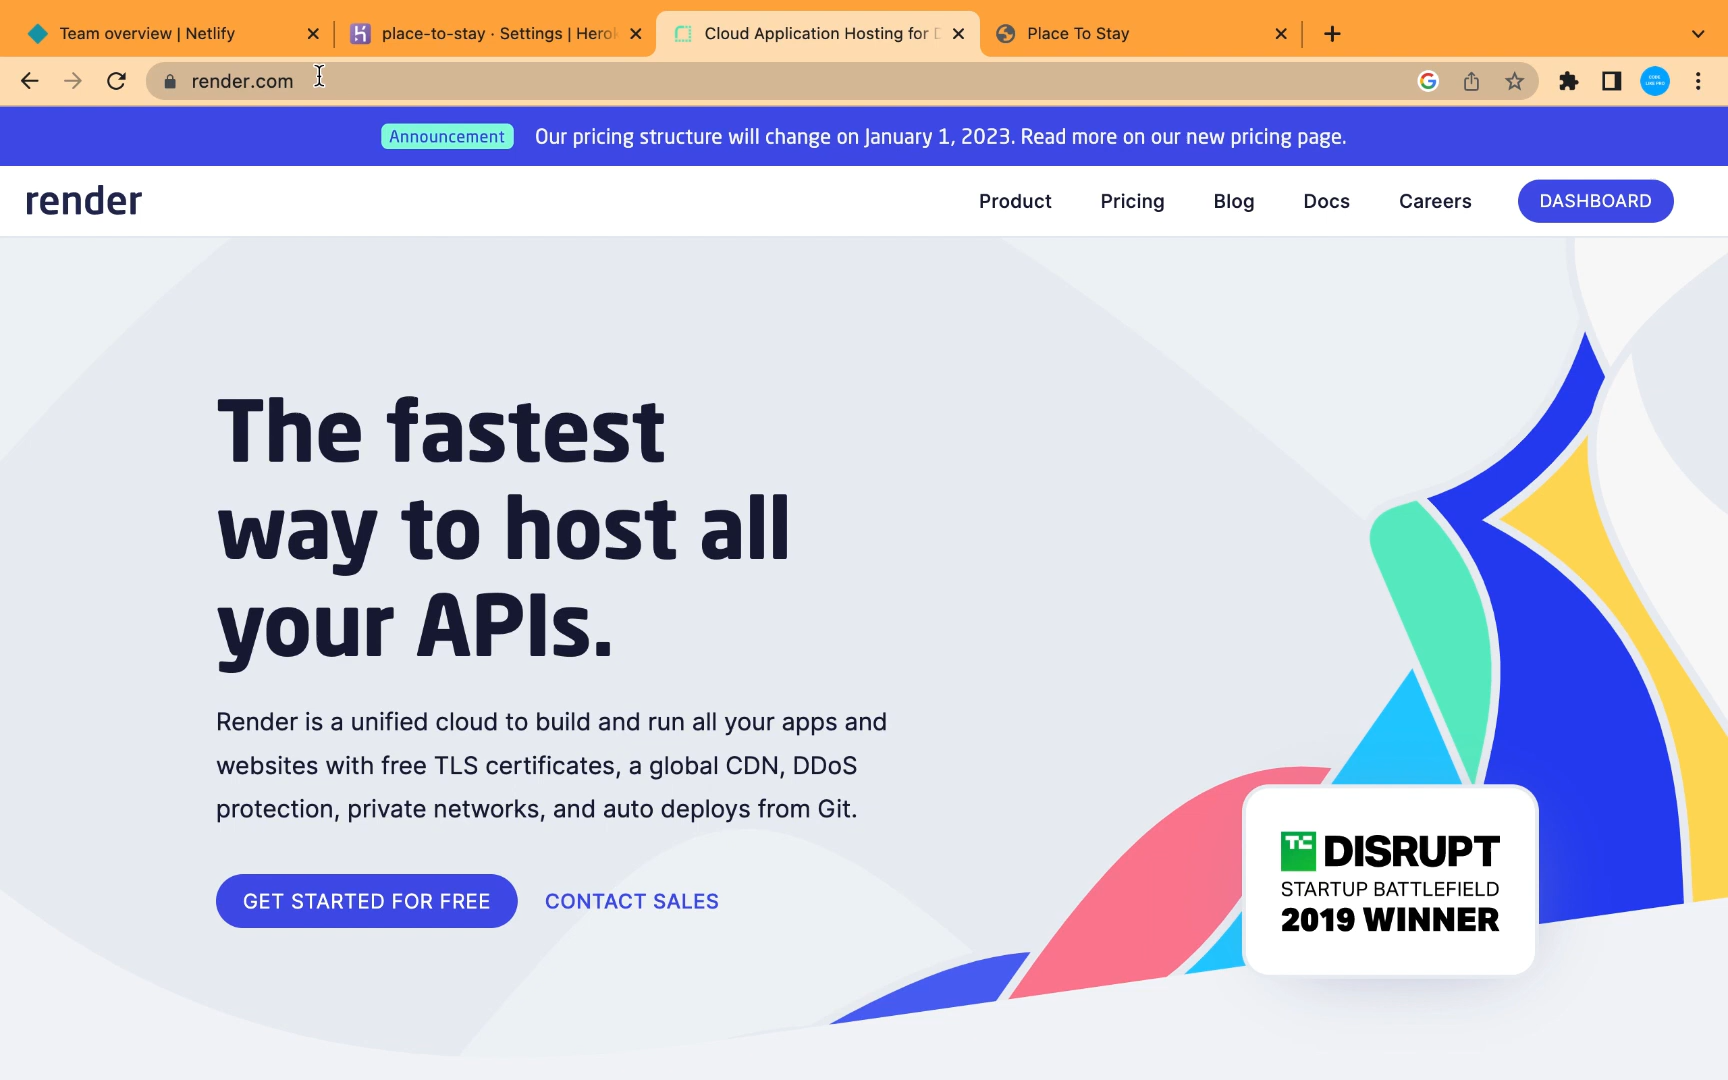 Team overview | Netlify
place-to-stay · Settings | Herok
Cloud Application Hosting for D
Place To Stay
render.com
Announcement Our pricing structure will change on January 1, 2023. Read more on our new pricing page.
render
Product Pricing Blog Docs Careers DASHBOARD
The fastest
way to host all
your APIs.
Render is a unified cloud to build and run all your apps and
websites with free TLS certificates, a global CDN, DDoS
protection, private networks, and auto deploys from Git.
GET STARTED FOR FREE CONTACT SALES
TC DISRUPT
STARTUP BATTLEFIELD
2019 WINNER